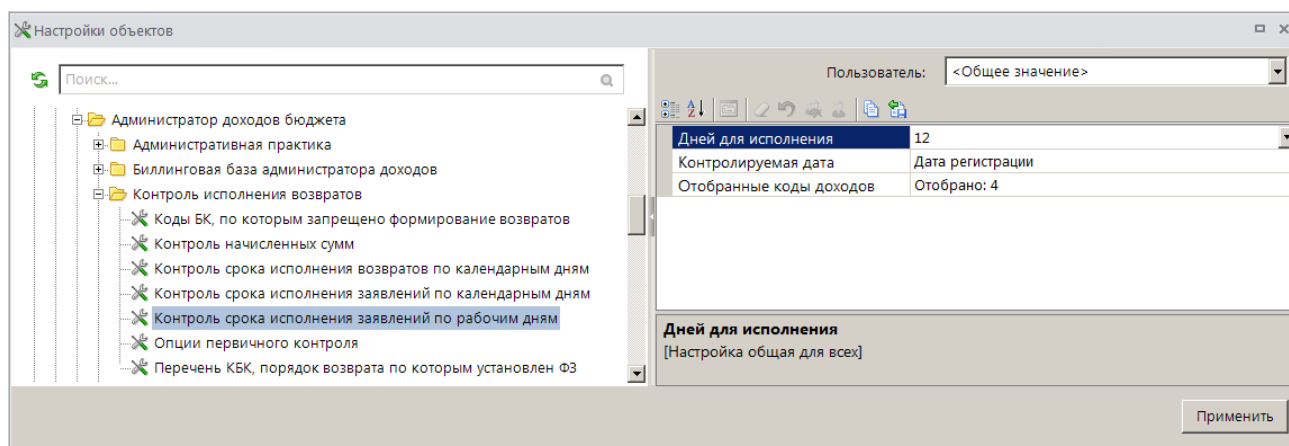 Настройки объектов
Поиск...
Администратор доходов бюджета
Административная практика
Биллинговая база администратора доходов
Контроль исполнения возвратов
Коды БК, по которым запрещено формирование возвратов
Контроль начисленных сумм
Контроль срока исполнения возвратов по календарным дням
Контроль срока исполнения заявлений по календарным дням
Контроль срока исполнения заявлений по рабочим дням
Опции первичного контроля
Перечень КБК, порядок возврата по которым установлен ФЗ
Пользователь: <Общее значение>
Дней для исполнения 12
Контролируемая дата Дата регистрации
Отобранные коды доходов Отобрано: 4
Дней для исполнения
[Настройка общая для всех]
Применить